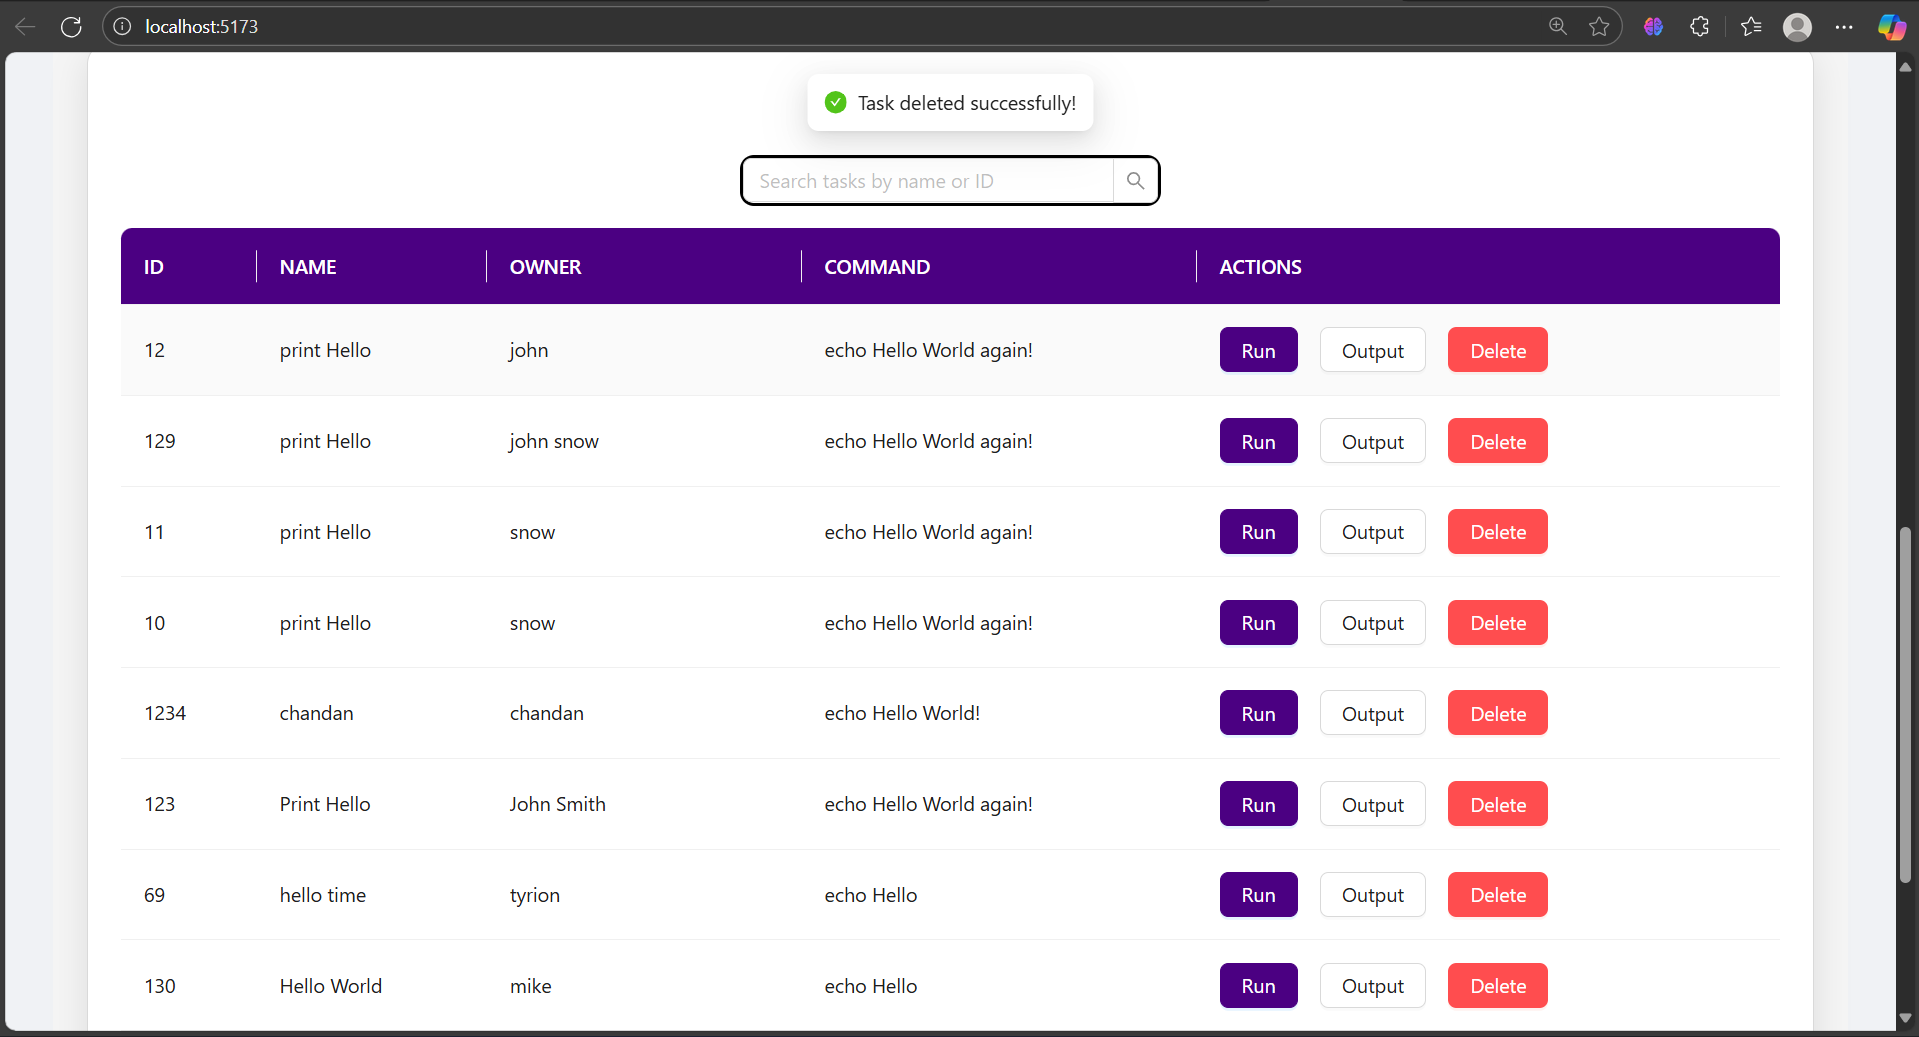 localhost:5173
Task deleted successfully!
Search tasks by name or ID
ID NAME OWNER COMMAND ACTIONS
12 print Hello john echo Hello World again! Run Output Delete
129 print Hello john snow echo Hello World again! Run Output Delete
11 print Hello snow echo Hello World again! Run Output Delete
10 print Hello snow echo Hello World again! Run Output Delete
1234 chandan chandan echo Hello World! Run Output Delete
123 Print Hello John Smith echo Hello World again! Run Output Delete
69 hello time tyrion echo Hello Run Output Delete
130 Hello World mike echo Hello Run Output Delete